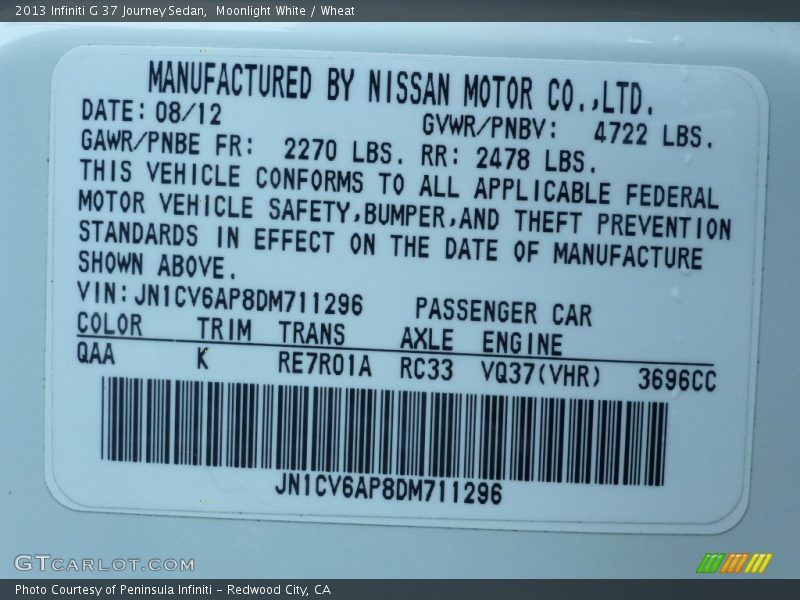 2013 Infiniti G 37 Journey Sedan,  Moonlight White / Wheat
MANUFACTURED BY NISSAN MOTOR CO.,LTD.
DATE: 08/12 GVWR/PNBV: 4722 LBS.
GAWR/PNBE FR: 2270 LBS. RR: 2478 LBS.
THIS VEHICLE CONFORMS TO ALL APPLICABLE FEDERAL
MOTOR VEHICLE SAFETY,BUMPER,AND THEFT PREVENTION
STANDARDS IN EFFECT ON THE DATE OF MANUFACTURE
SHOWN ABOVE.
VIN: JN1CV6AP8DM711296 PASSENGER CAR
COLOR TRIM TRANS AXLE ENGINE
QAA K RE7R01A RC33 VQ37(VHR) 3696CC
JN1CV6AP8DM711296
GTCARLOT.COM
Photo Courtesy of Peninsula Infiniti - Redwood City, CA